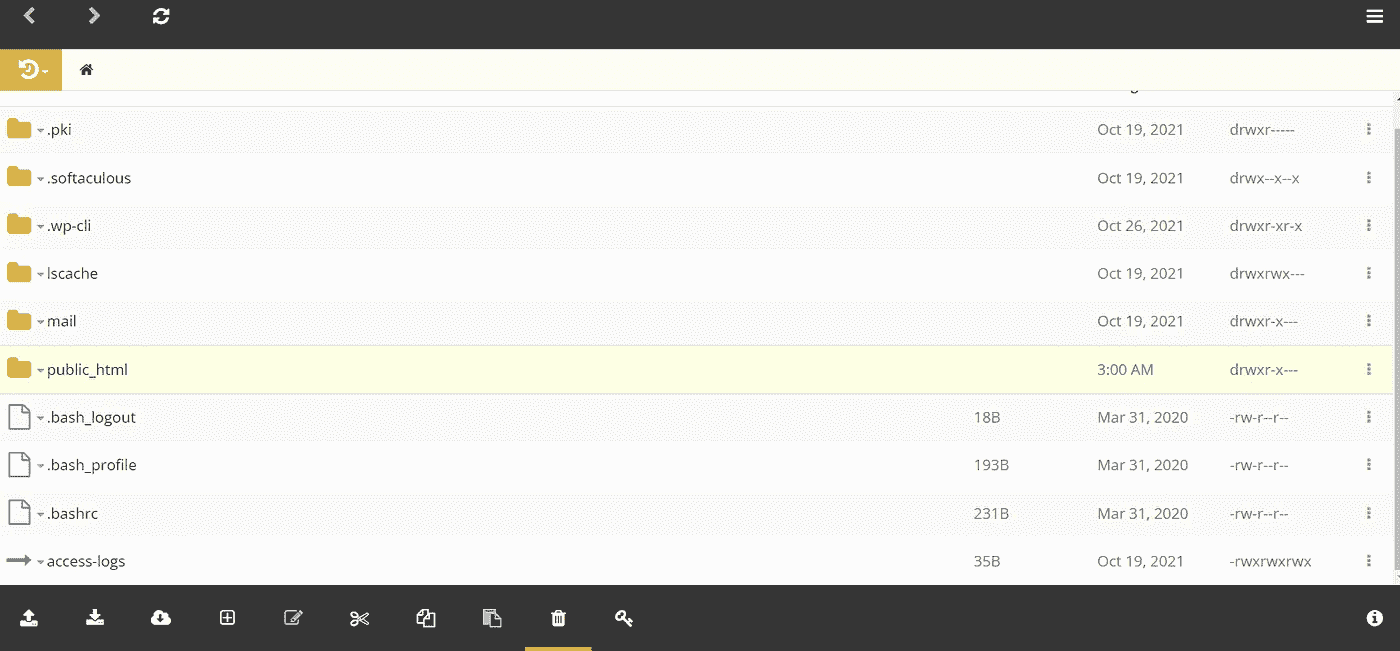 .pki Oct 19, 2021 drwxr-----
.softaculous Oct 19, 2021 drwx--x--x
.wp-cli Oct 26, 2021 drwxr-xr-x
lscache Oct 19, 2021 drwxrwx---
mail Oct 19, 2021 drwxr-x---
public_html 3:00 AM drwxr-x---
.bash_logout 18B Mar 31, 2020 -rw-r--r--
.bash_profile 193B Mar 31, 2020 -rw-r--r--
.bashrc 231B Mar 31, 2020 -rw-r--r--
access-logs 35B Oct 19, 2021 -rwxrwxrwx